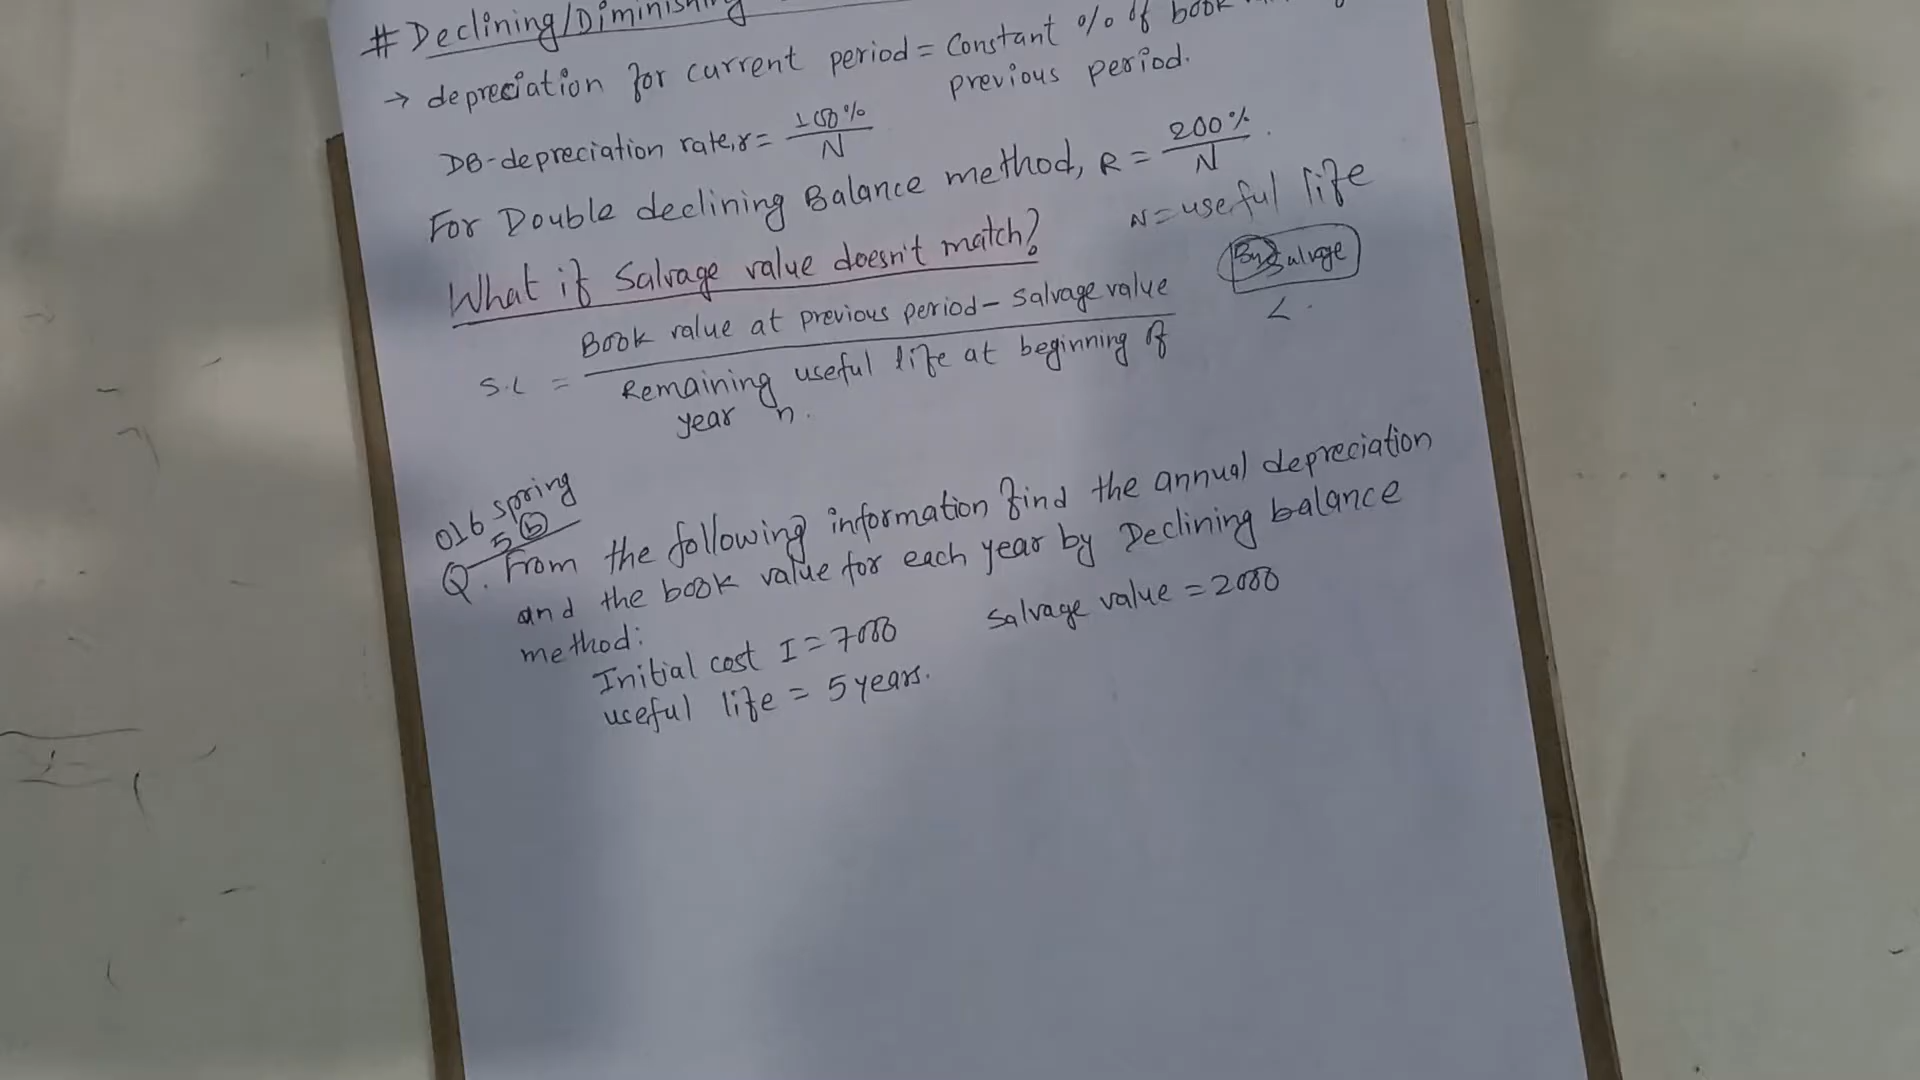 # Declining/Diminishing
→ depreciation for current period = Constant % of book
previous period.
DB-depreciation rate, r = 100% / N
For Double declining Balance method, R = 200% / N.
N = useful life
What if Salvage value doesn't match?
Salvage
S.L = Book value at previous period - Salvage value
<
Remaining useful life at beginning of
year n.
016 spring
5 b
Q. From the following information find the annual depreciation
and the book value for each year by Declining balance
method:
Initial cost I = 7000 Salvage value = 2000
useful life = 5 years.